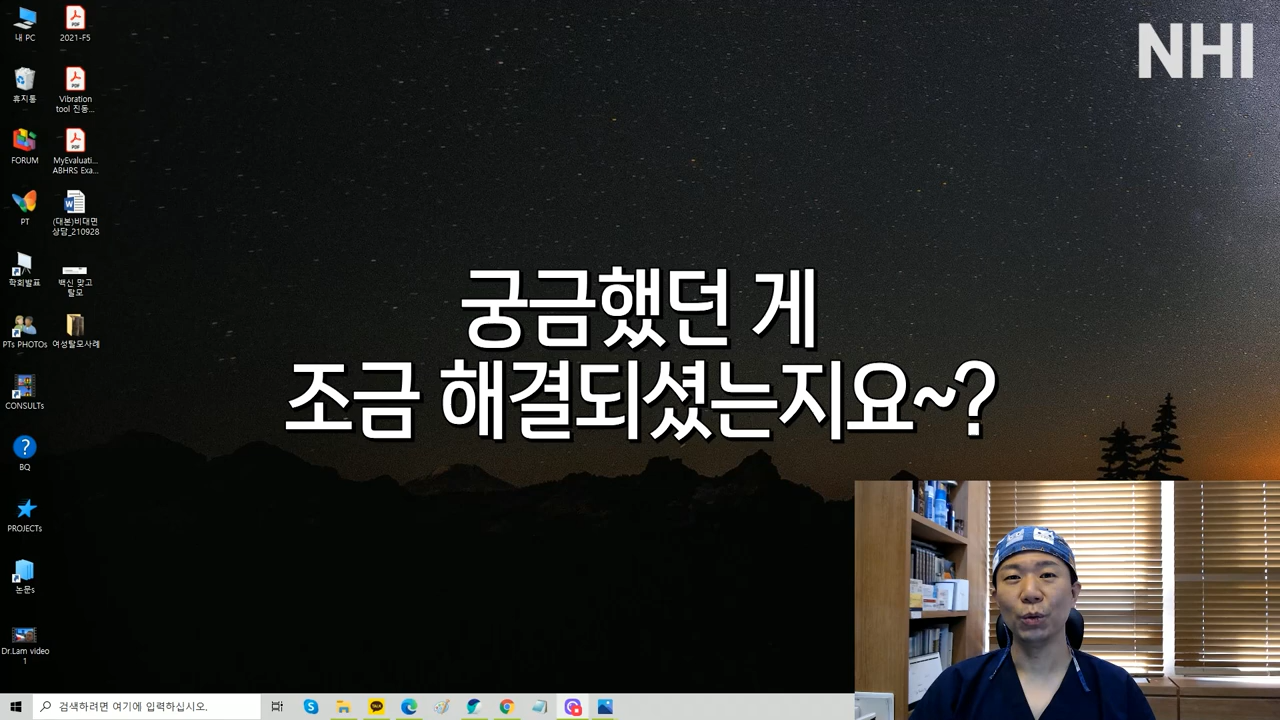 내 PC
2021-F5
NHI
휴지통
Vibration
tool 진동...
FORUM
MyEvaluati...
ABHRS Exa...
PT
(대본)비대면
상담_210928
학회발표
백신 맞고
탈모
PTs PHOTOs
여성탈모사례
궁금했던 게
조금 해결되셨는지요~?
CONSULTs
BQ
PROJECTs
논문s
Dr.Lam video
1
검색하려면 여기에 입력하십시오.
TALK